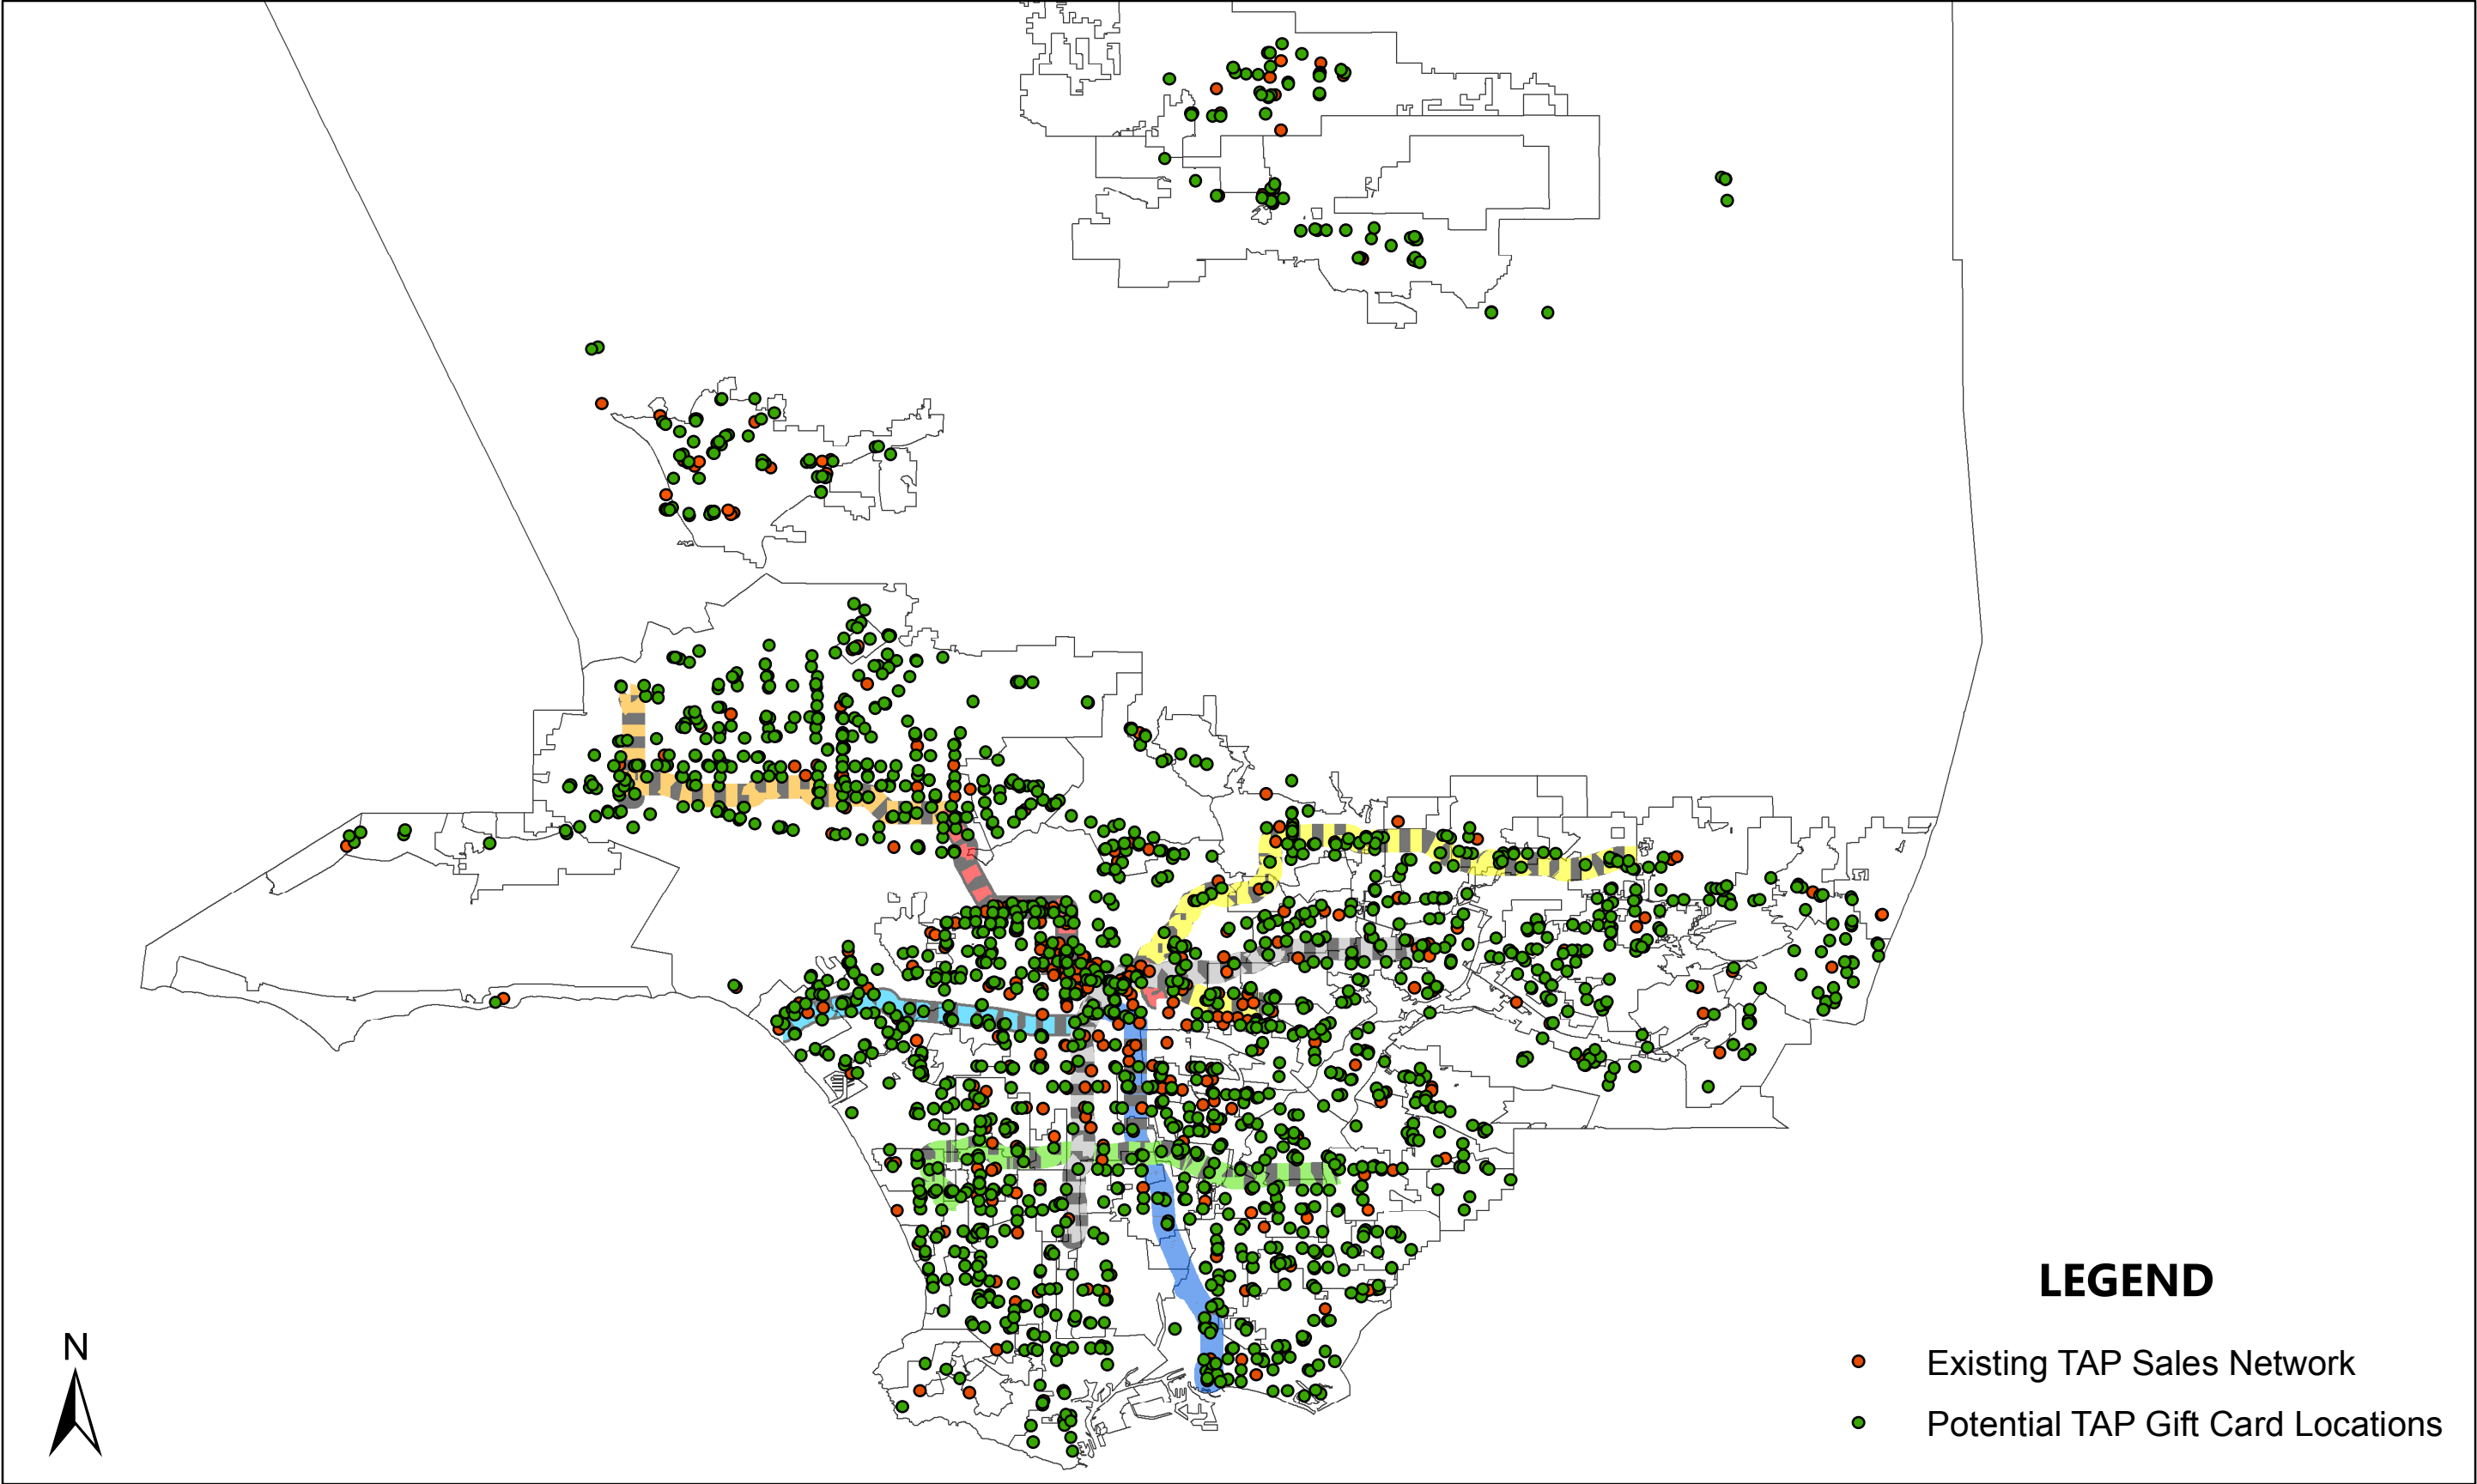 LEGEND
N
Existing TAP Sales Network
Potential TAP Gift Card Locations